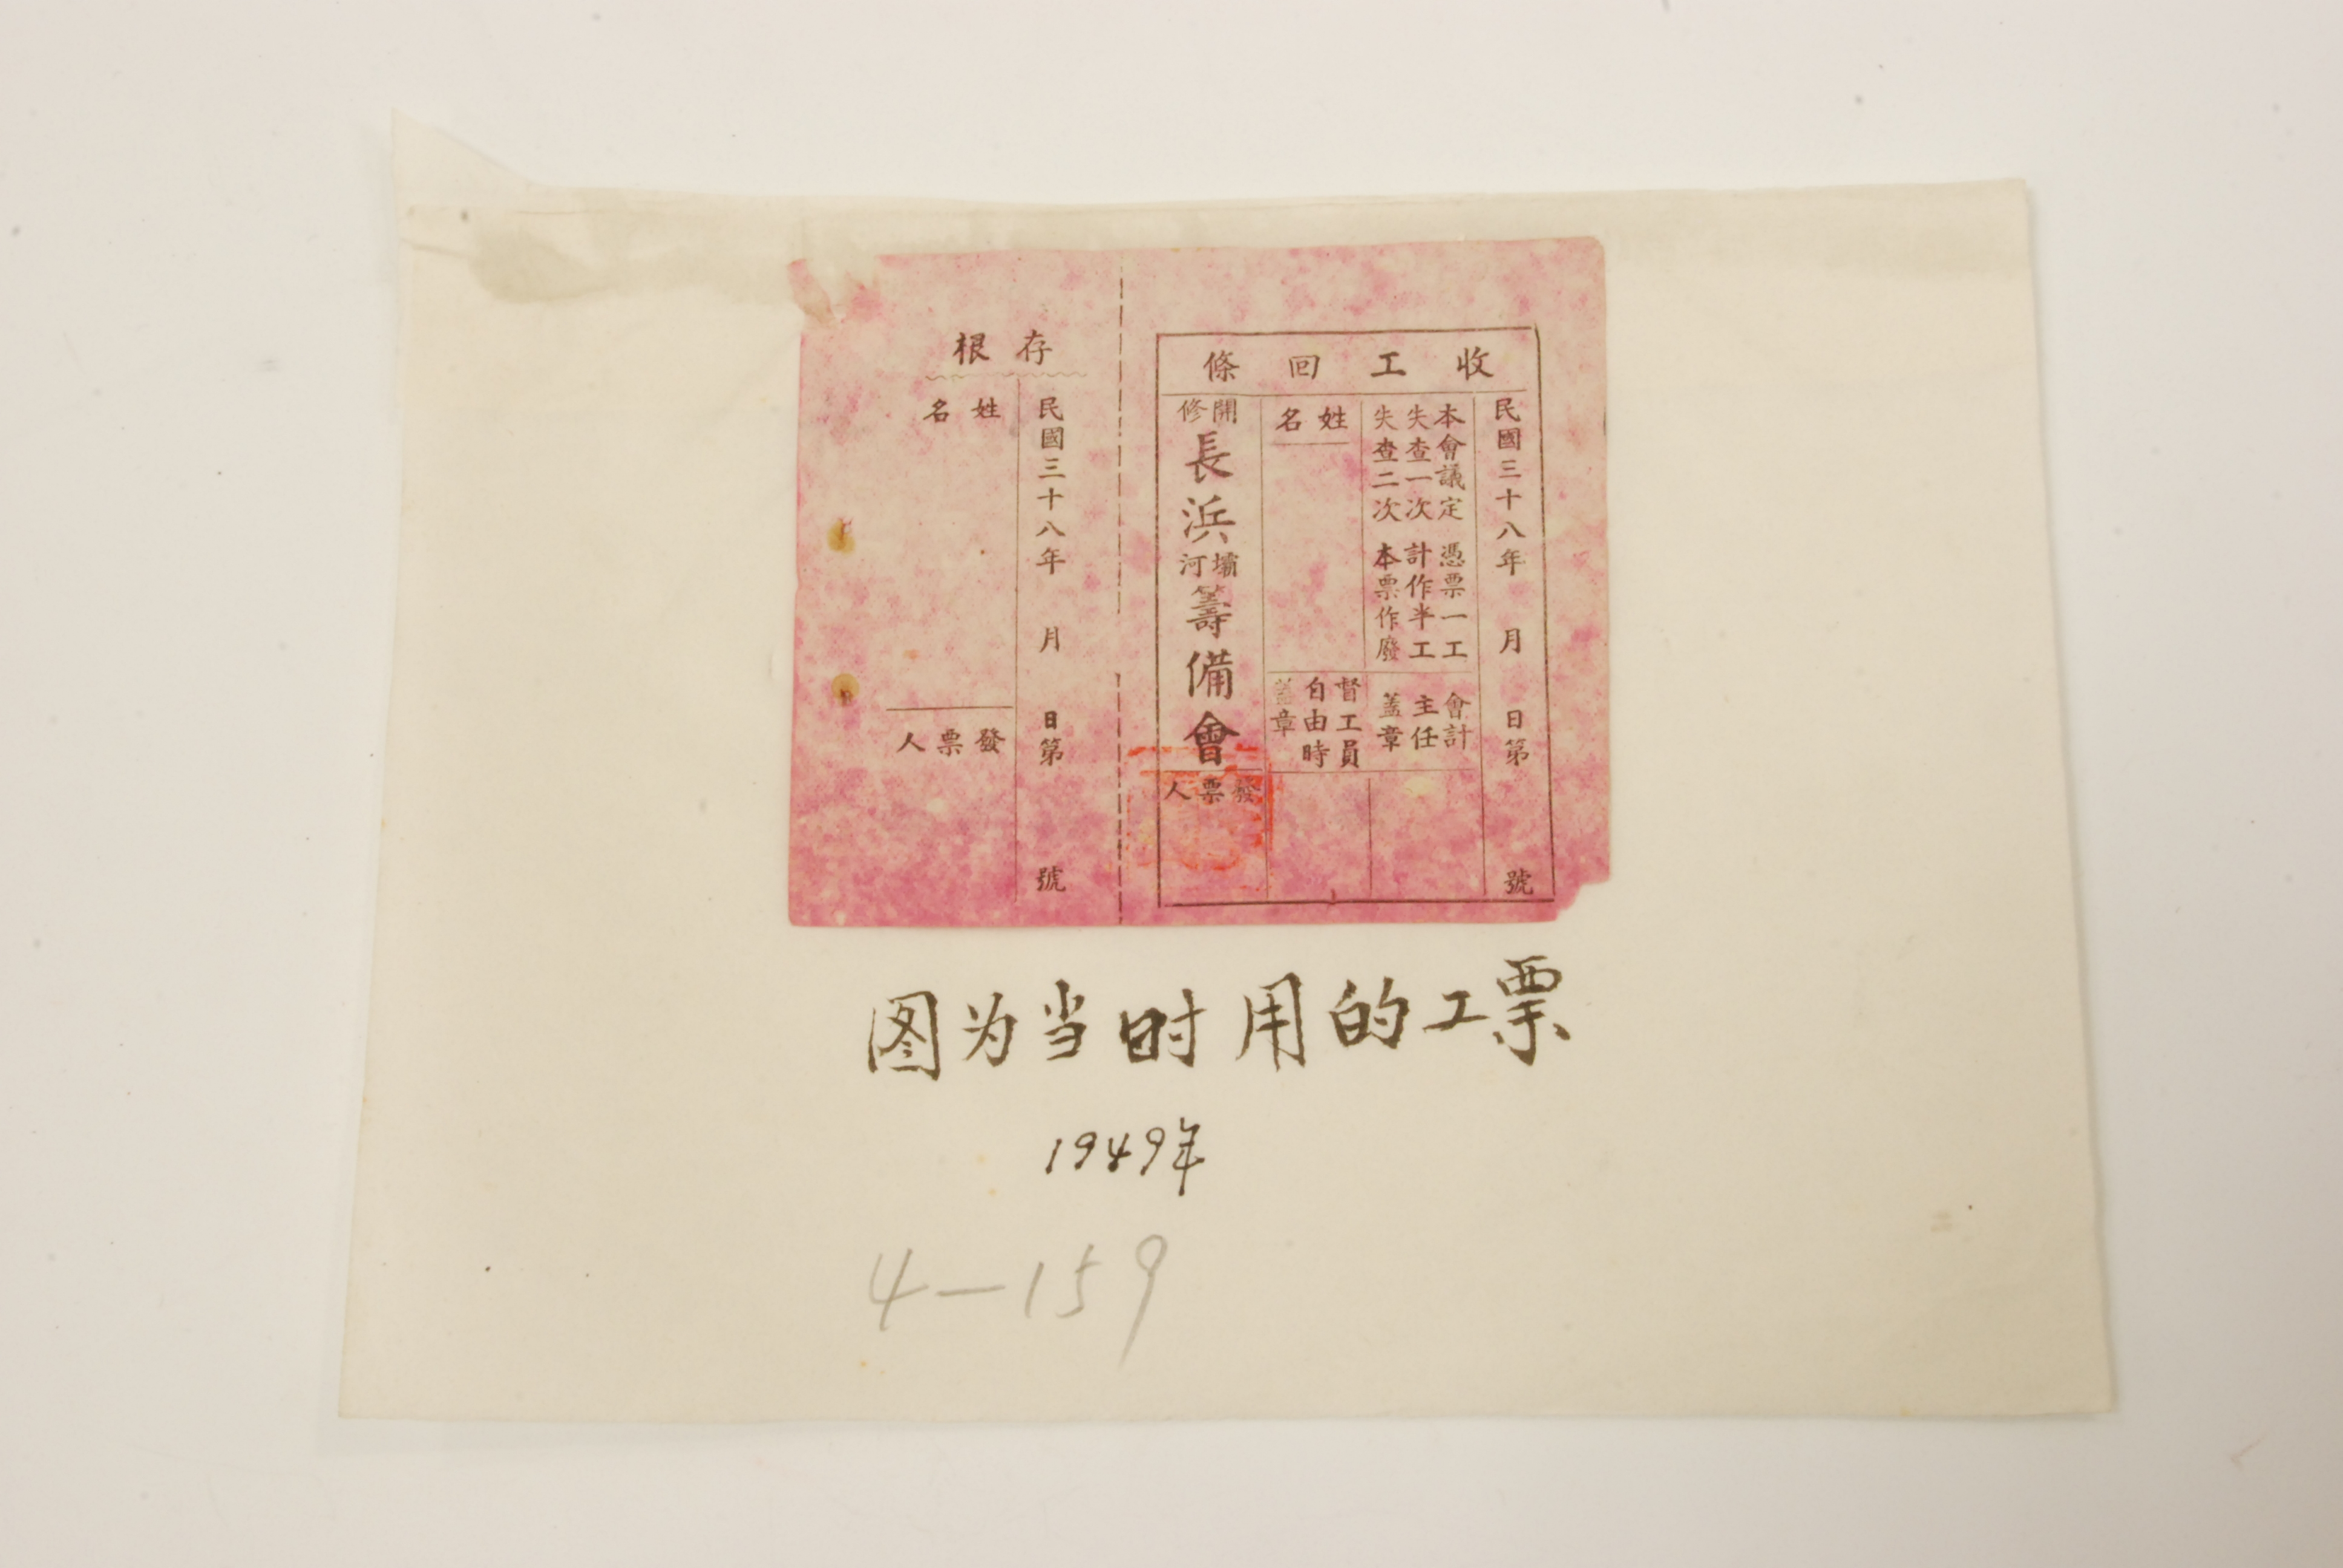 收工回條
民國三十八年 月 日第 號
本會議定 憑票一工
失查一次 計作半工
失查二次 本票作廢
會計
主任
蓋章
姓名
督工員
自由時
蓋章
開修長浜壩河籌備會
發票人
存根
民國三十八年 月 日第 號
姓名
發票人
图为当时用的工票
1949年
4—159